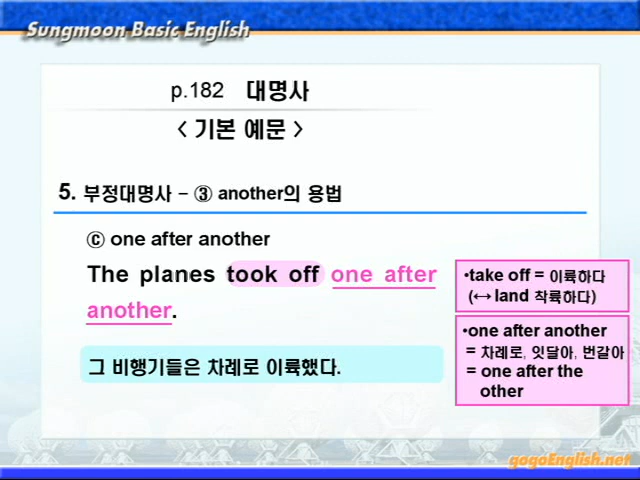 Sungmoon Basic English
p.182 대명사
< 기본 예문 >
5. 부정대명사 – ③ another의 용법
ⓒ one after another
The planes took off one after
another.
그 비행기들은 차례로 이륙했다.
•take off = 이륙하다
(↔ land 착륙하다)
•one after another
= 차례로, 잇달아, 번갈아
= one after the
other
gogoEnglish.net